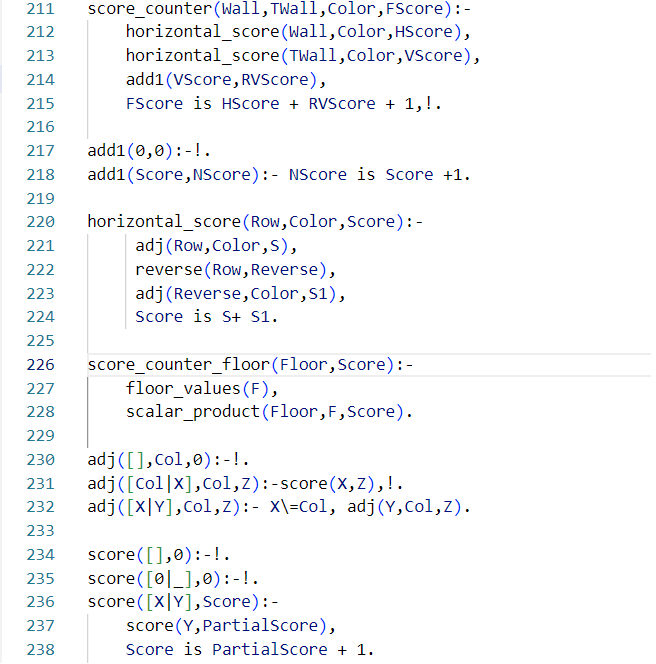 211 score_counter(Wall,TWall,Color,FScore):-
212 horizontal_score(Wall,Color,HScore),
213 horizontal_score(TWall,Color,VScore),
214 add1(VScore,RVScore),
215 FScore is HScore + RVScore + 1,!.
216
217 add1(0,0):-!.
218 add1(Score,NScore):- NScore is Score +1.
219
220 horizontal_score(Row,Color,Score):-
221 adj(Row,Color,S),
222 reverse(Row,Reverse),
223 adj(Reverse,Color,S1),
224 Score is S+ S1.
225
226 score_counter_floor(Floor,Score):-
227 floor_values(F),
228 scalar_product(Floor,F,Score).
229
230 adj([],Col,0):-!.
231 adj([Col|X],Col,Z):-score(X,Z),!.
232 adj([X|Y],Col,Z):- X\=Col, adj(Y,Col,Z).
233
234 score([],0):-!.
235 score([0|_],0):-!.
236 score([X|Y],Score):-
237 score(Y,PartialScore),
238 Score is PartialScore + 1.